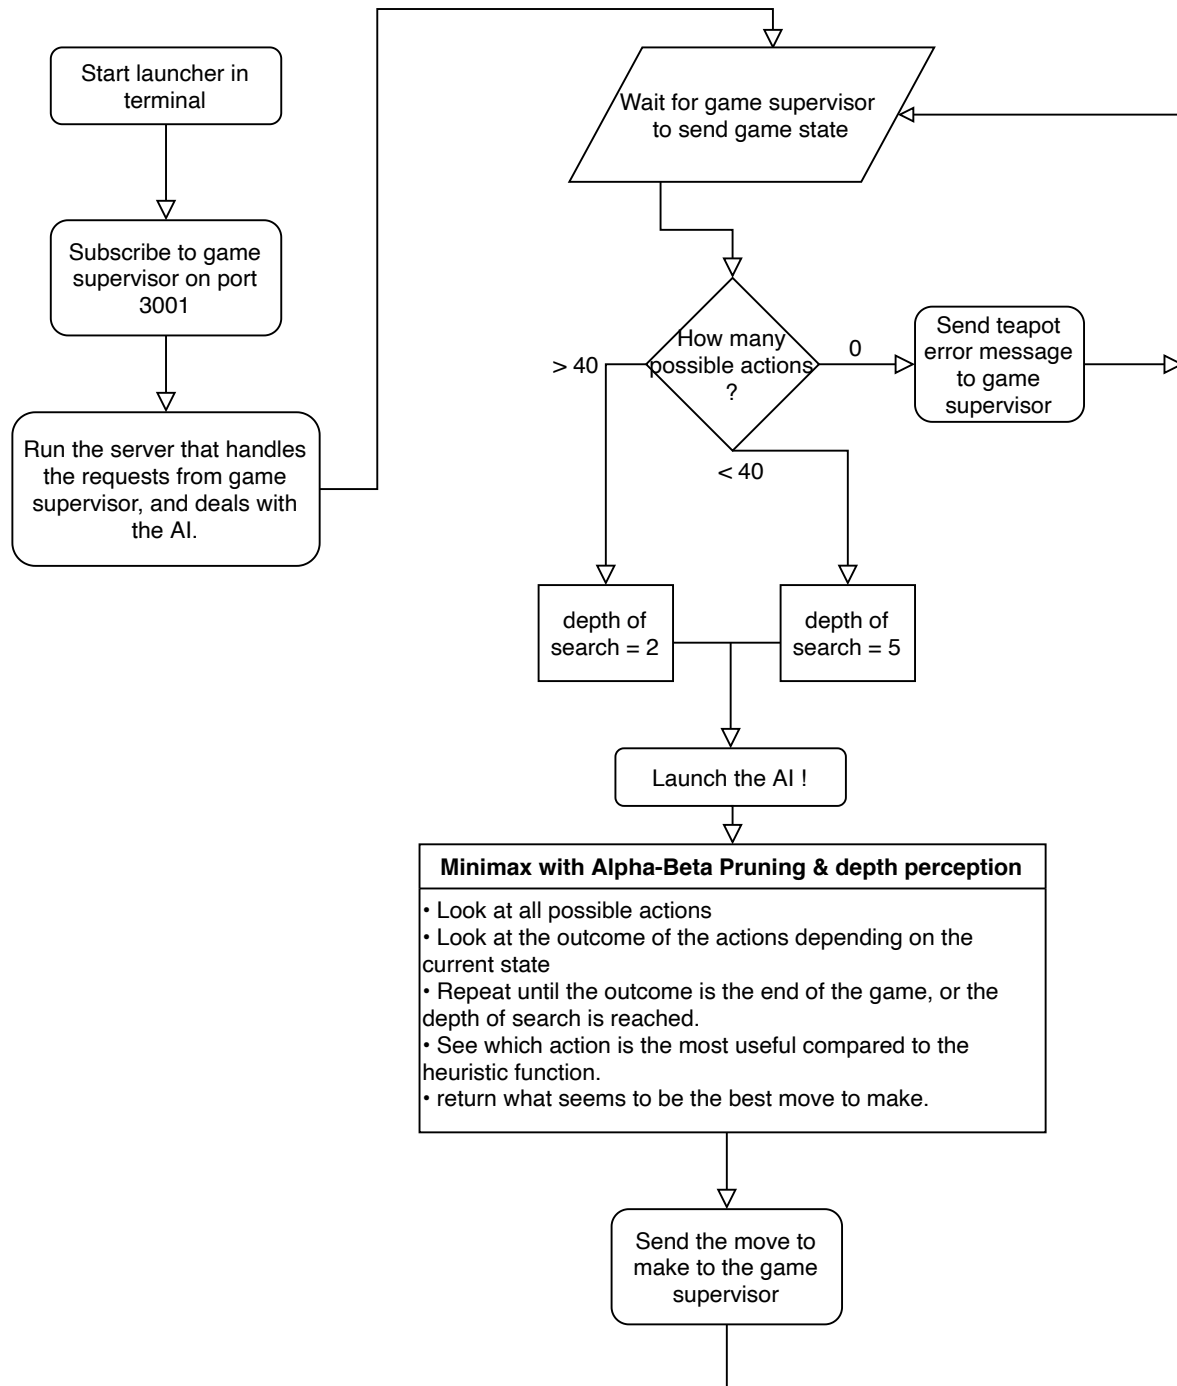 Start launcher in
terminal
Subscribe to game
supervisor on port
3001
Run the server that handles
the requests from game
supervisor, and deals with
the AI.
Wait for game supervisor
to send game state
How many
possible actions
?
> 40
0
< 40
Send teapot
error message
to game
supervisor
depth of
search = 2
depth of
search = 5
Launch the AI !
Minimax with Alpha-Beta Pruning & depth perception
• Look at all possible actions
• Look at the outcome of the actions depending on the
current state
• Repeat until the outcome is the end of the game, or the
depth of search is reached.
• See which action is the most useful compared to the
heuristic function.
• return what seems to be the best move to make.
Send the move to
make to the game
supervisor